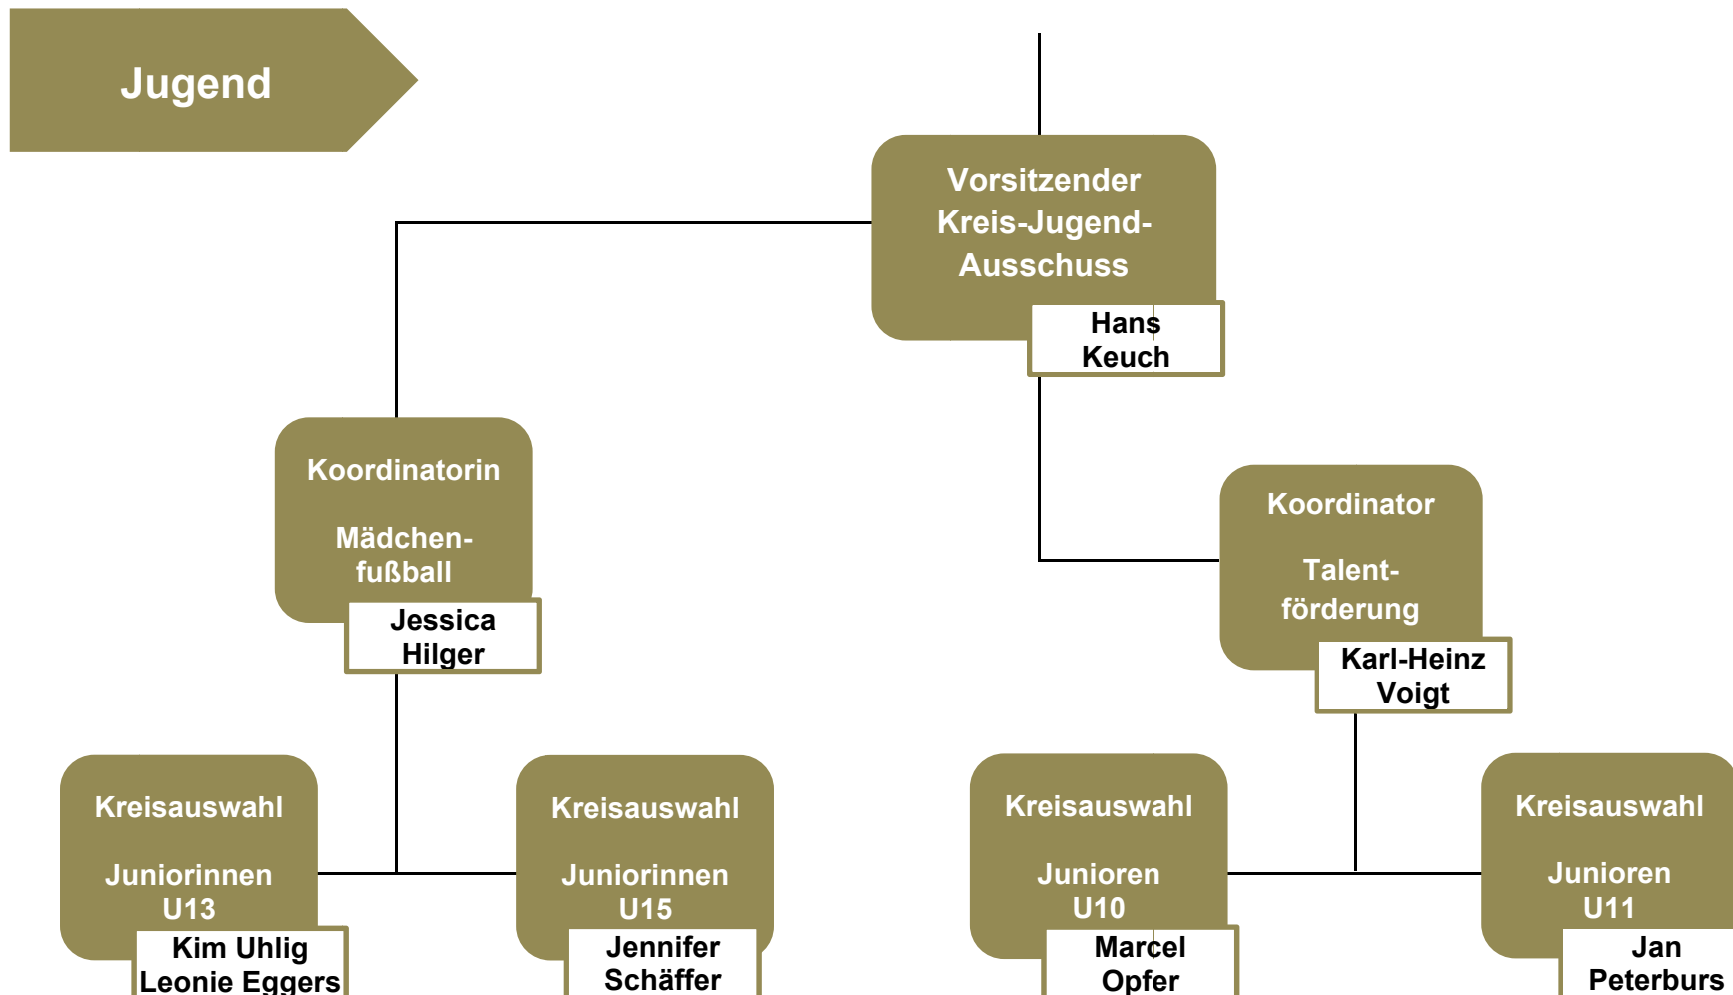 Jugend
Vorsitzender
Kreis-Jugend-
Ausschuss
Hans
Keuch
Koordinatorin
Mädchen-
fußball
Jessica
Hilger
Koordinator
Talent-
förderung
Karl-Heinz
Voigt
Kreisauswahl
Juniorinnen
U13
Kim Uhlig
Leonie Eggers
Kreisauswahl
Juniorinnen
U15
Jennifer
Schäffer
Kreisauswahl
Junioren
U10
Marcel
Opfer
Kreisauswahl
Junioren
U11
Jan
Peterburs